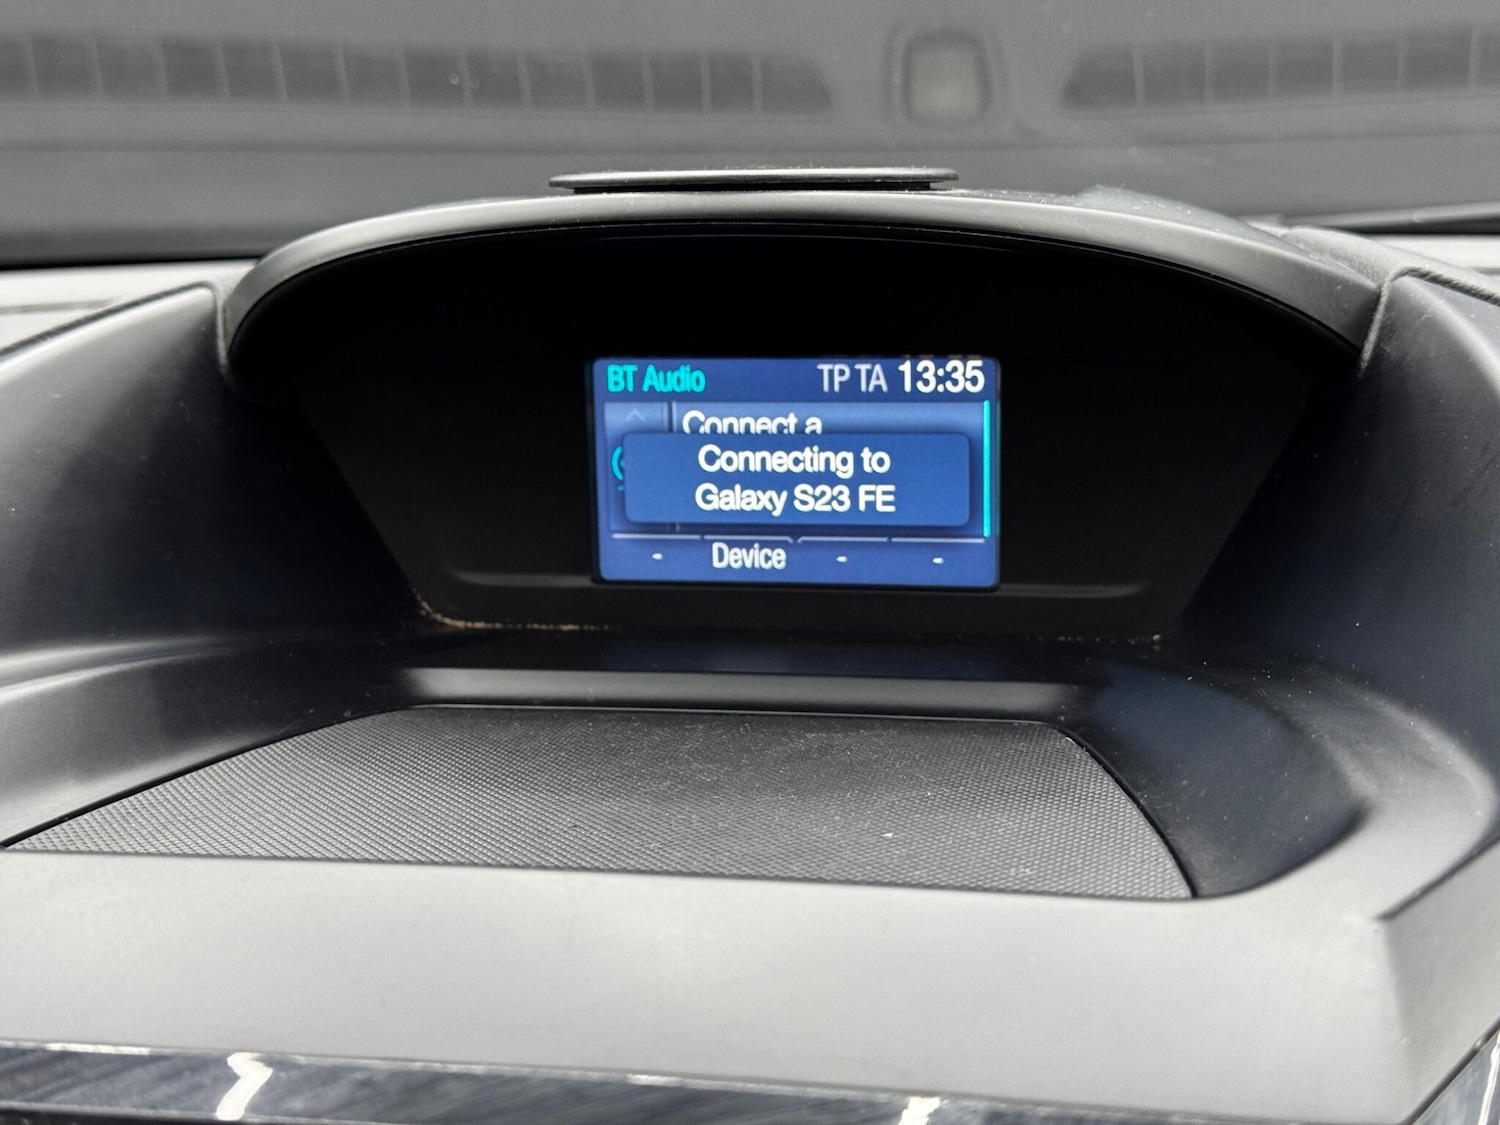 BT Audio TP TA 13:35
Connect a
Connecting to
Galaxy S23 FE
- Device - -